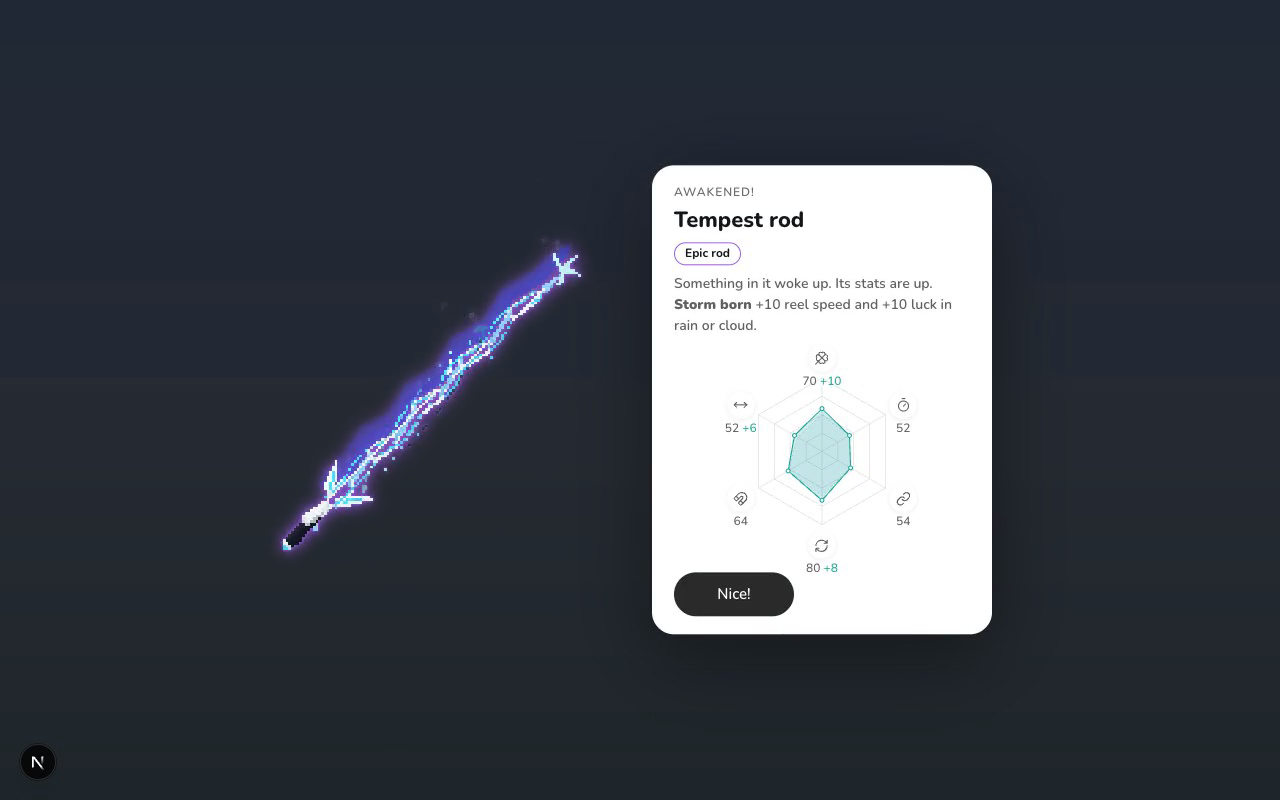 AWAKENED!
Tempest rod
Epic rod
Something in it woke up. Its stats are up.
Storm born +10 reel speed and +10 luck in
rain or cloud.
70 +10
52 +6
52
64
54
80 +8
Nice!
N